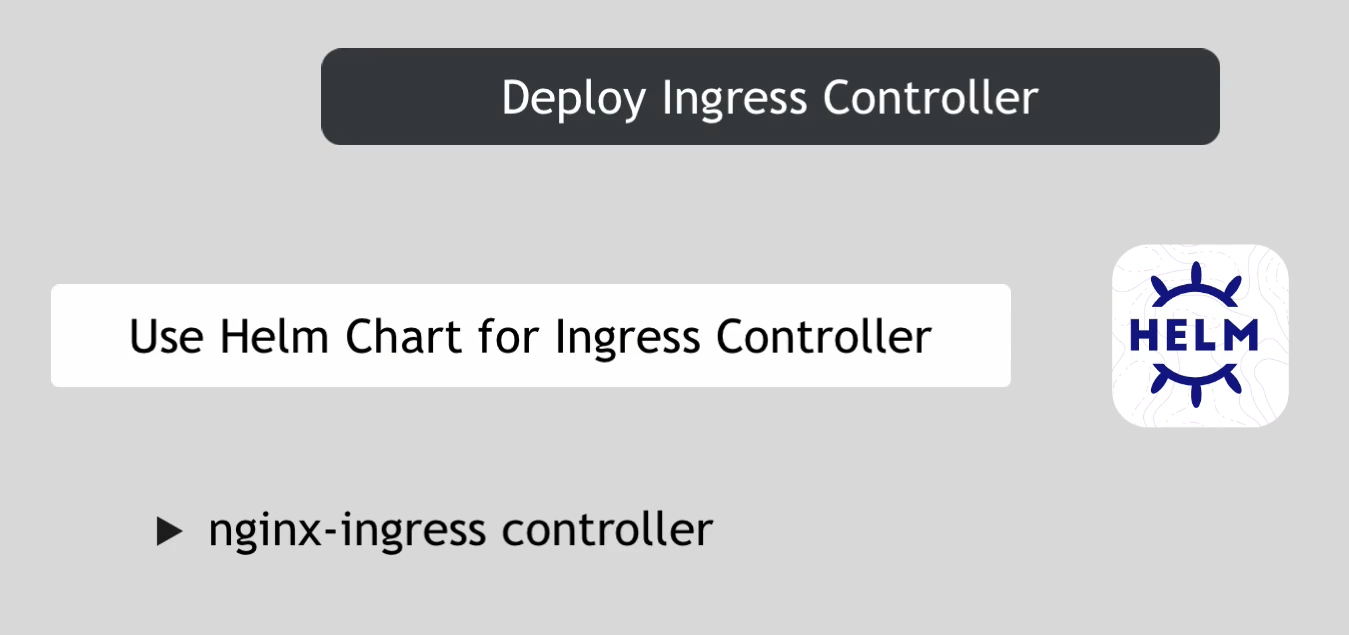 Deploy Ingress Controller
Use Helm Chart for Ingress Controller
HELM
nginx-ingress controller